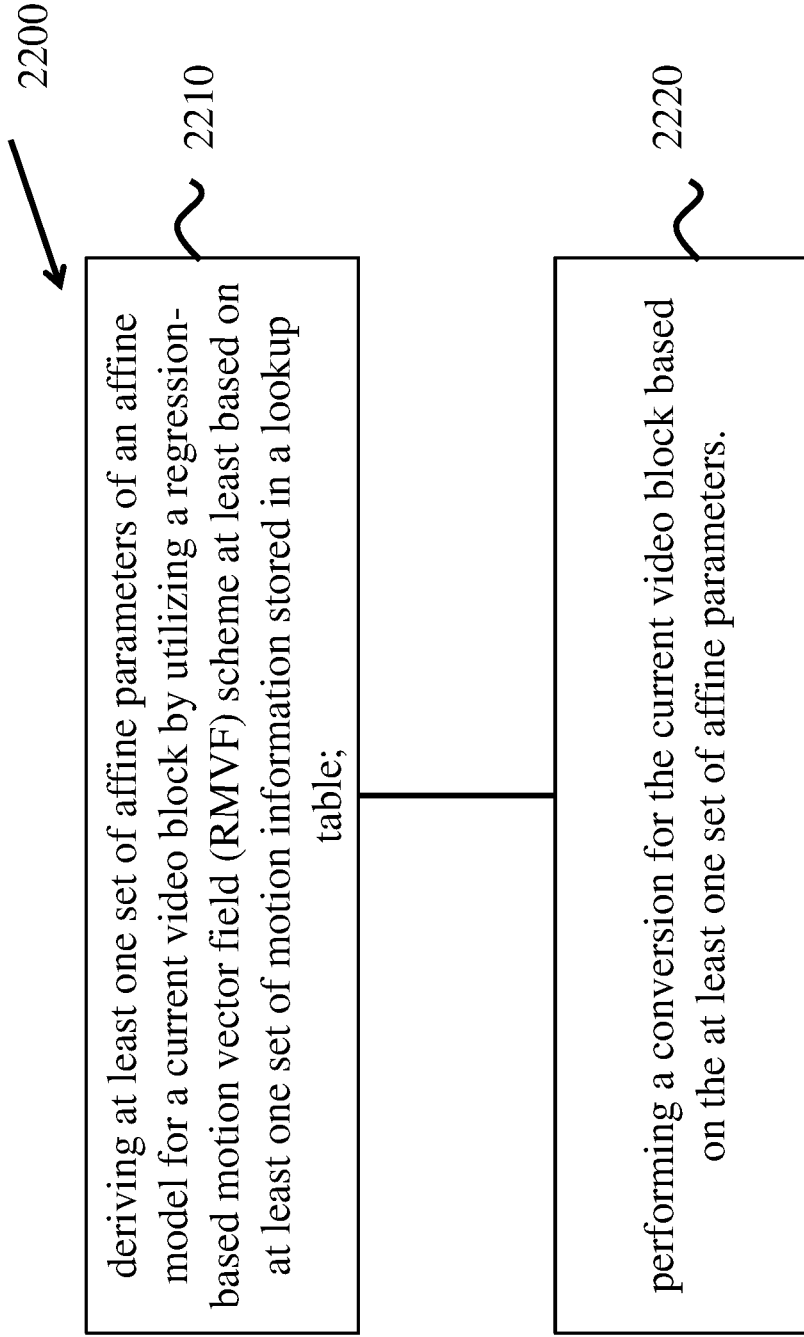 2200
deriving at least one set of affine parameters of an affine
model for a current video block by utilizing a regression-
based motion vector field (RMVF) scheme at least based on
at least one set of motion information stored in a lookup
table;
2210
performing a conversion for the current video block based
on the at least one set of affine parameters.
2220